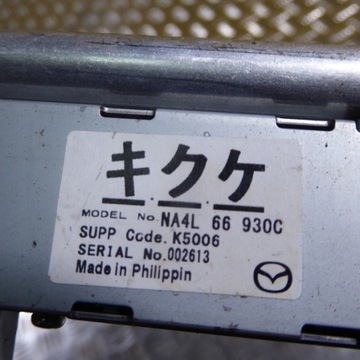 キ.ク.ケ
MODEL No.NA4L 66 930C
SUPP Code.K5006
SERIAL No.002613
Made in Philippin